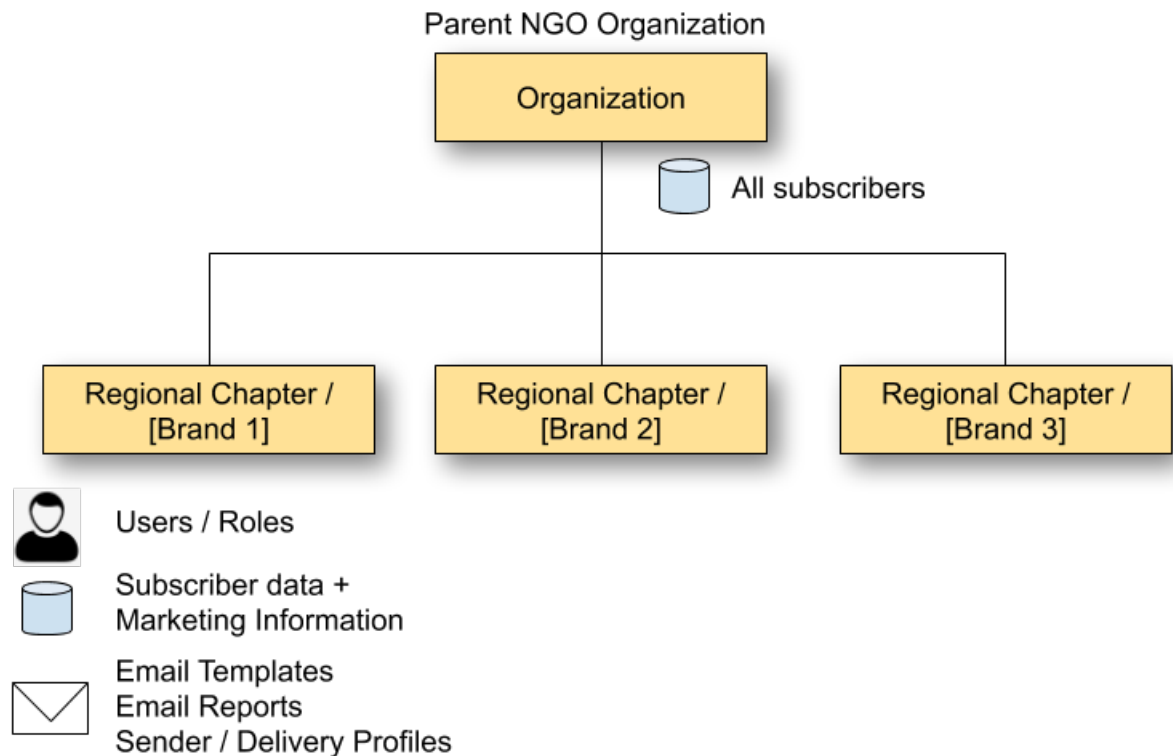 Parent NGO Organization
Organization
All subscribers
Regional Chapter /
[Brand 1]
Regional Chapter /
[Brand 2]
Regional Chapter /
[Brand 3]
Users / Roles
Subscriber data +
Marketing Information
Email Templates
Email Reports
Sender / Delivery Profiles